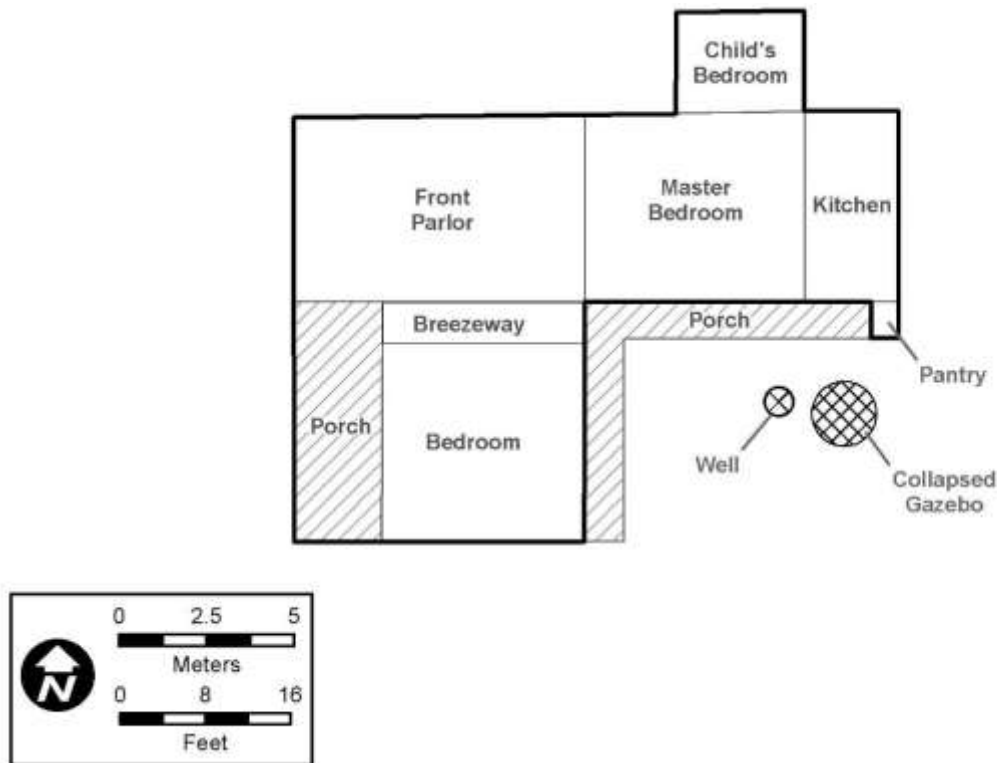 Child's
Bedroom
Front
Parlor
Master
Bedroom
Kitchen
Breezeway
Porch
Pantry
Porch
Bedroom
Well
Collapsed
Gazebo
0 2.5 5
Meters
0 8 16
Feet
N